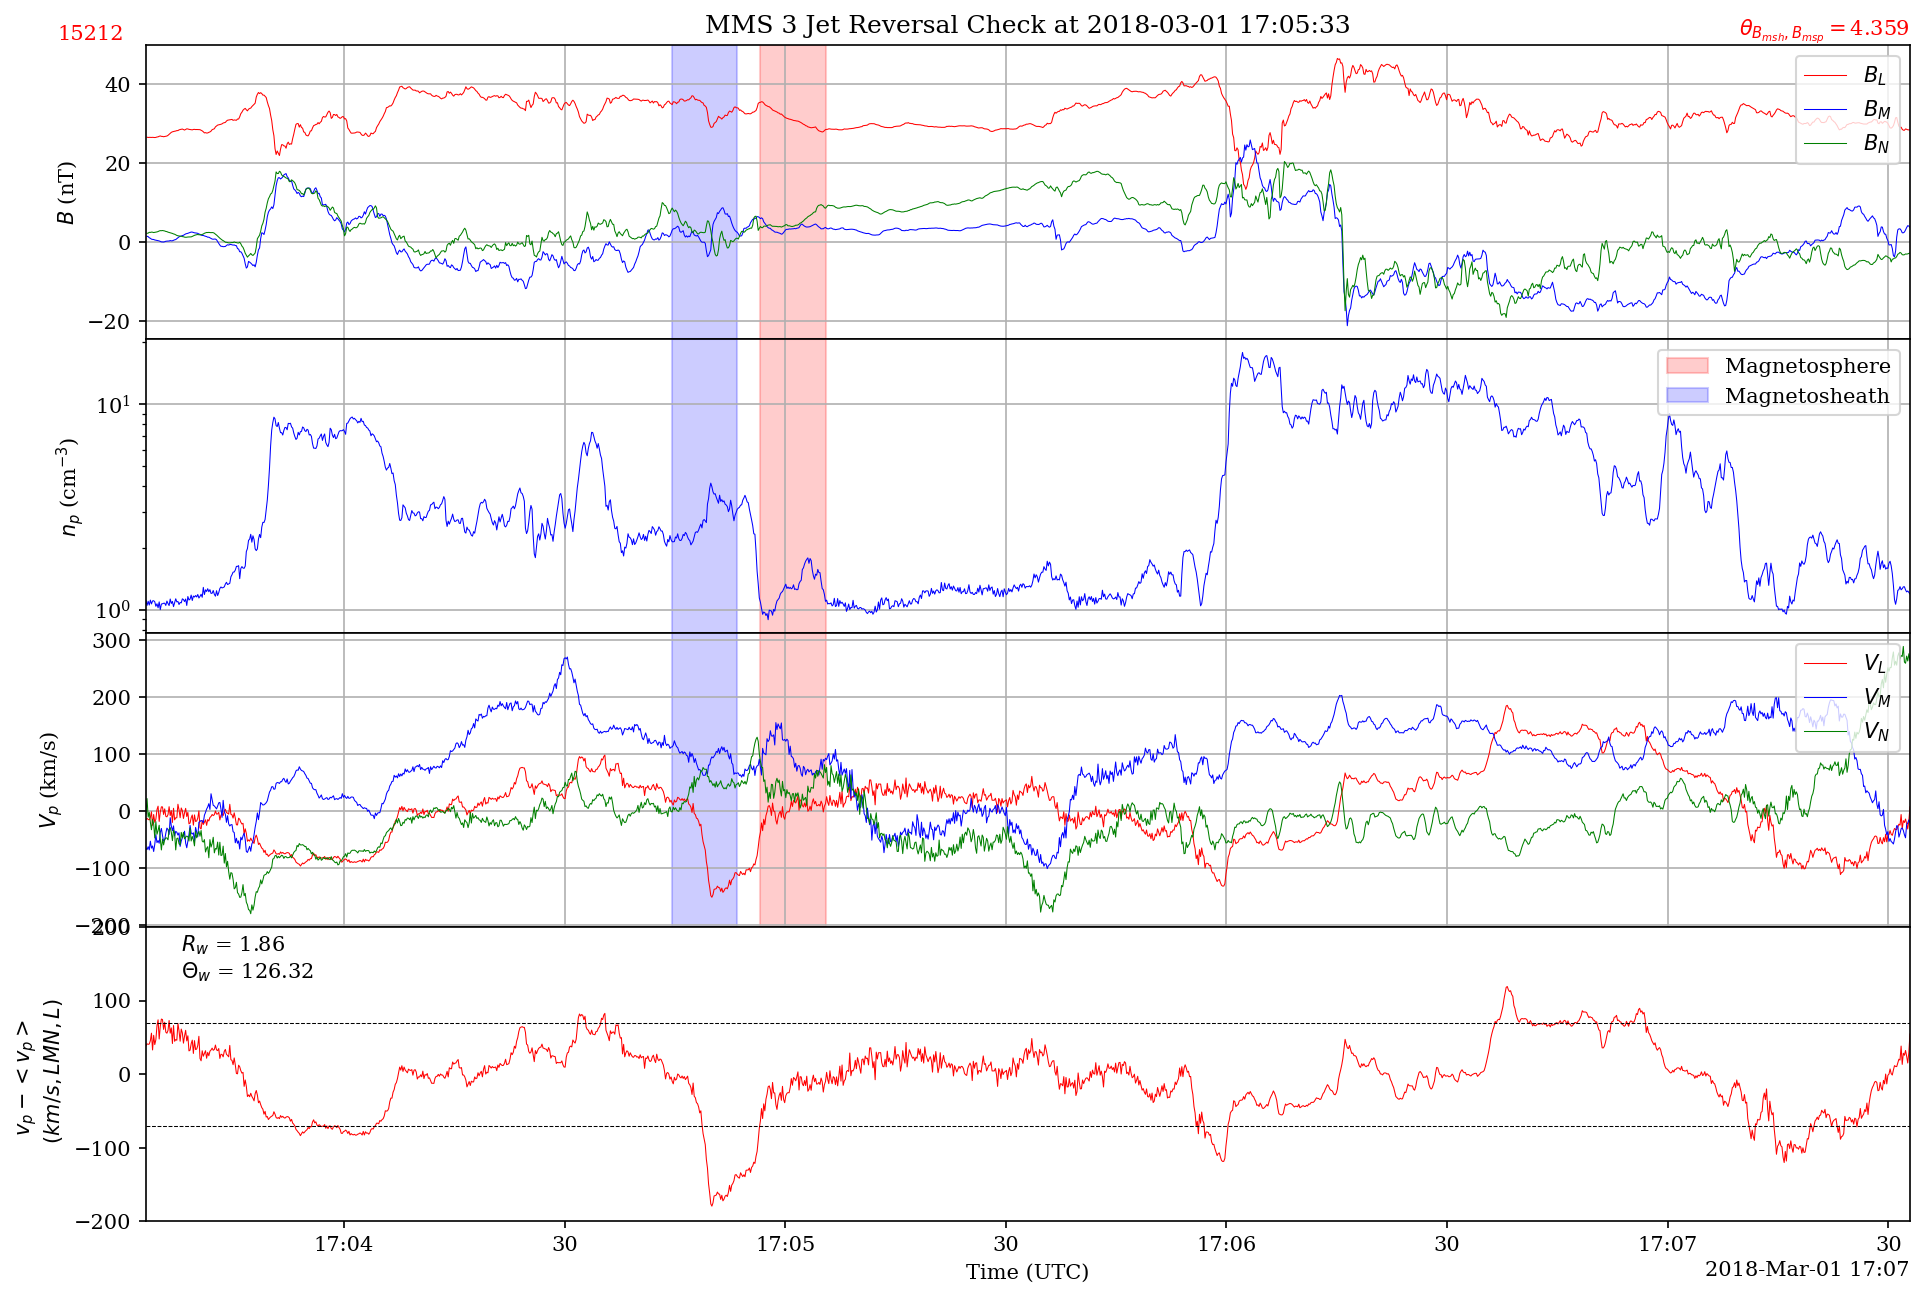 MMS 3 Jet Reversal Check at 2018-03-01 17:05:33
15212
θ_{B_{msh}, B_{msp}} = 4.359
40
20
0
−20
B (nT)
B_L
B_M
B_N
10^1
10^0
n_p (cm^{−3})
Magnetosphere
Magnetosheath
300
200
100
0
−100
−200
V_p (km/s)
V_L
V_M
V_N
200
100
0
−100
−200
v_p − < v_p >
(km/s, LMN, L)
R_w = 1.86
Θ_w = 126.32
17:04
30
17:05
30
17:06
30
17:07
30
Time (UTC)
2018-Mar-01 17:07